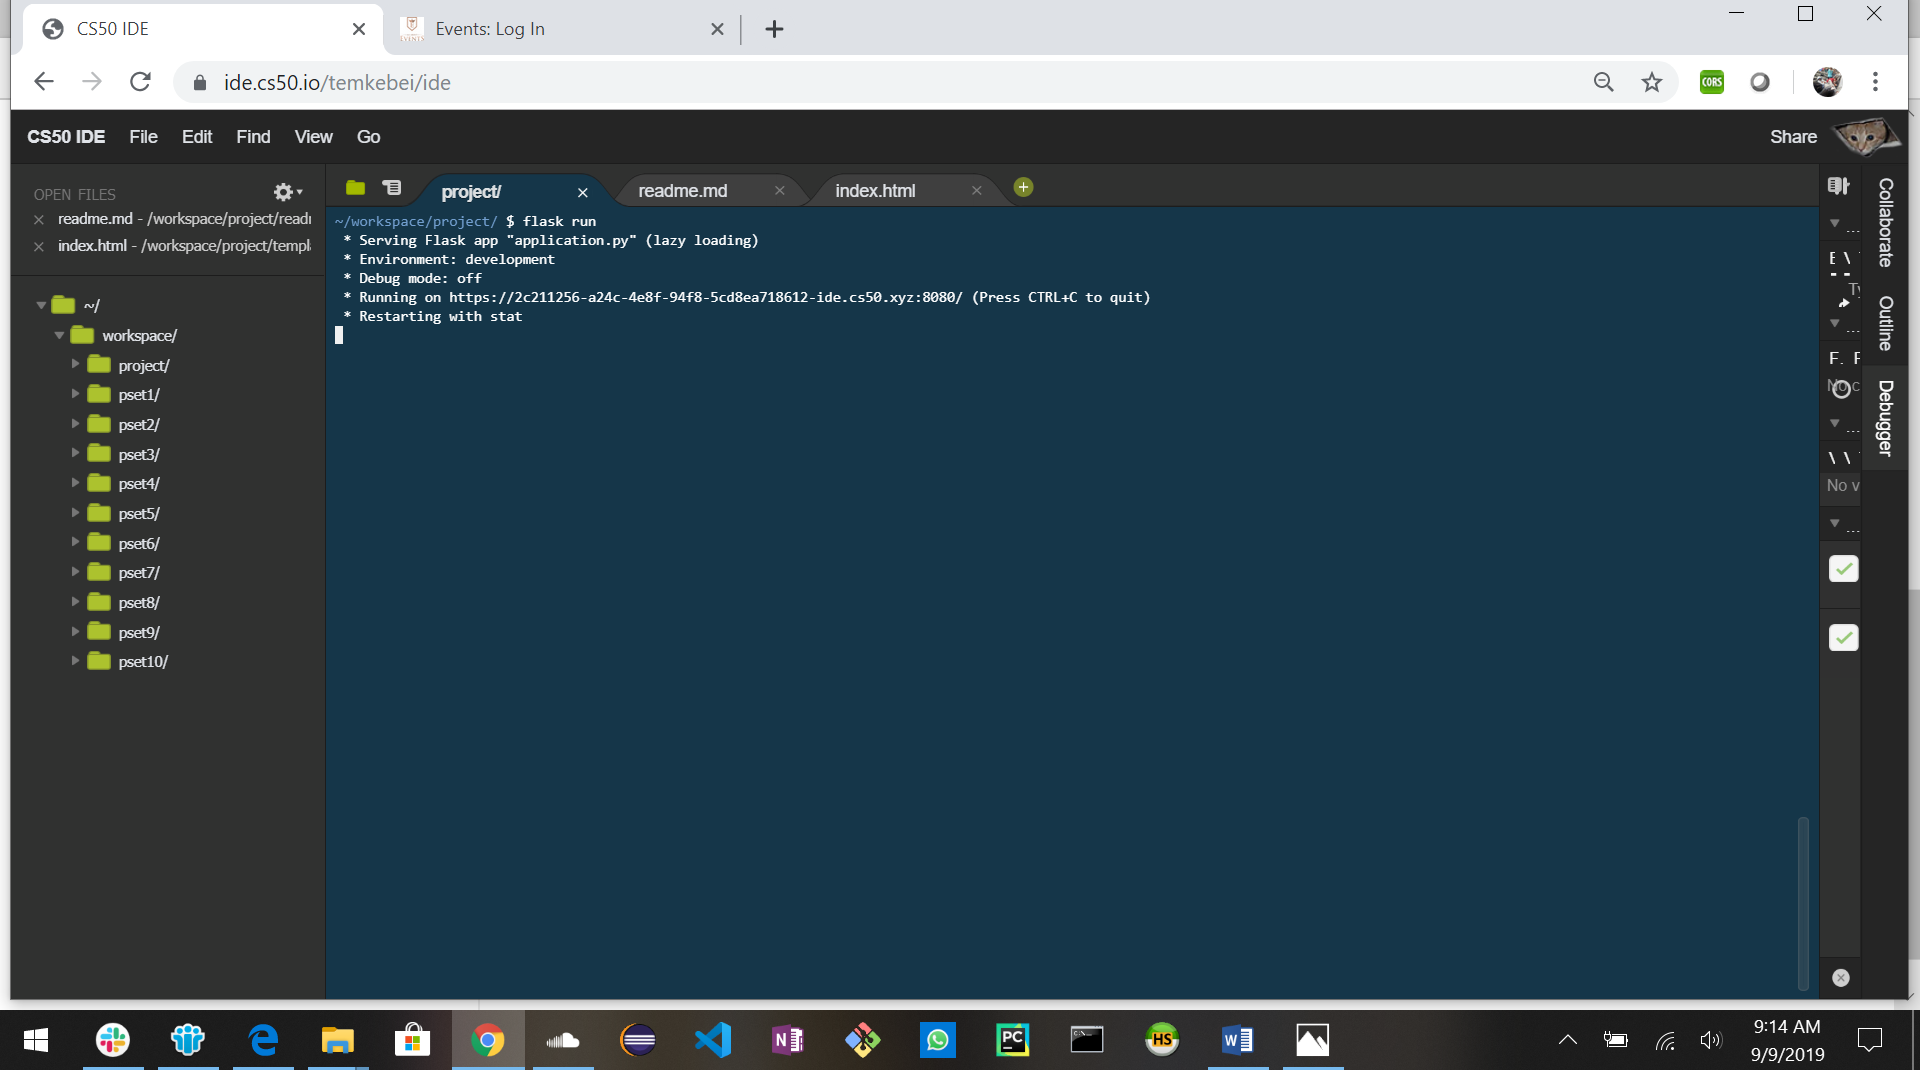 CS50 IDE
Events: Log In
ide.cs50.io/temkebei/ide
CORS
CS50 IDE File Edit Find View Go
Share
OPEN FILES
readme.md - /workspace/project/readı
index.html - /workspace/project/templ
~/
workspace/
project/
pset1/
pset2/
pset3/
pset4/
pset5/
pset6/
pset7/
pset8/
pset9/
pset10/
project/
readme.md
index.html
~/workspace/project/ $ flask run
* Serving Flask app "application.py" (lazy loading)
* Environment: development
* Debug mode: off
* Running on https://2c211256-a24c-4e8f-94f8-5cd8ea718612-ide.cs50.xyz:8080/ (Press CTRL+C to quit)
* Restarting with stat
No v
Collaborate
Outline
Debugger
N
PC
HS
W
9:14 AM
9/9/2019